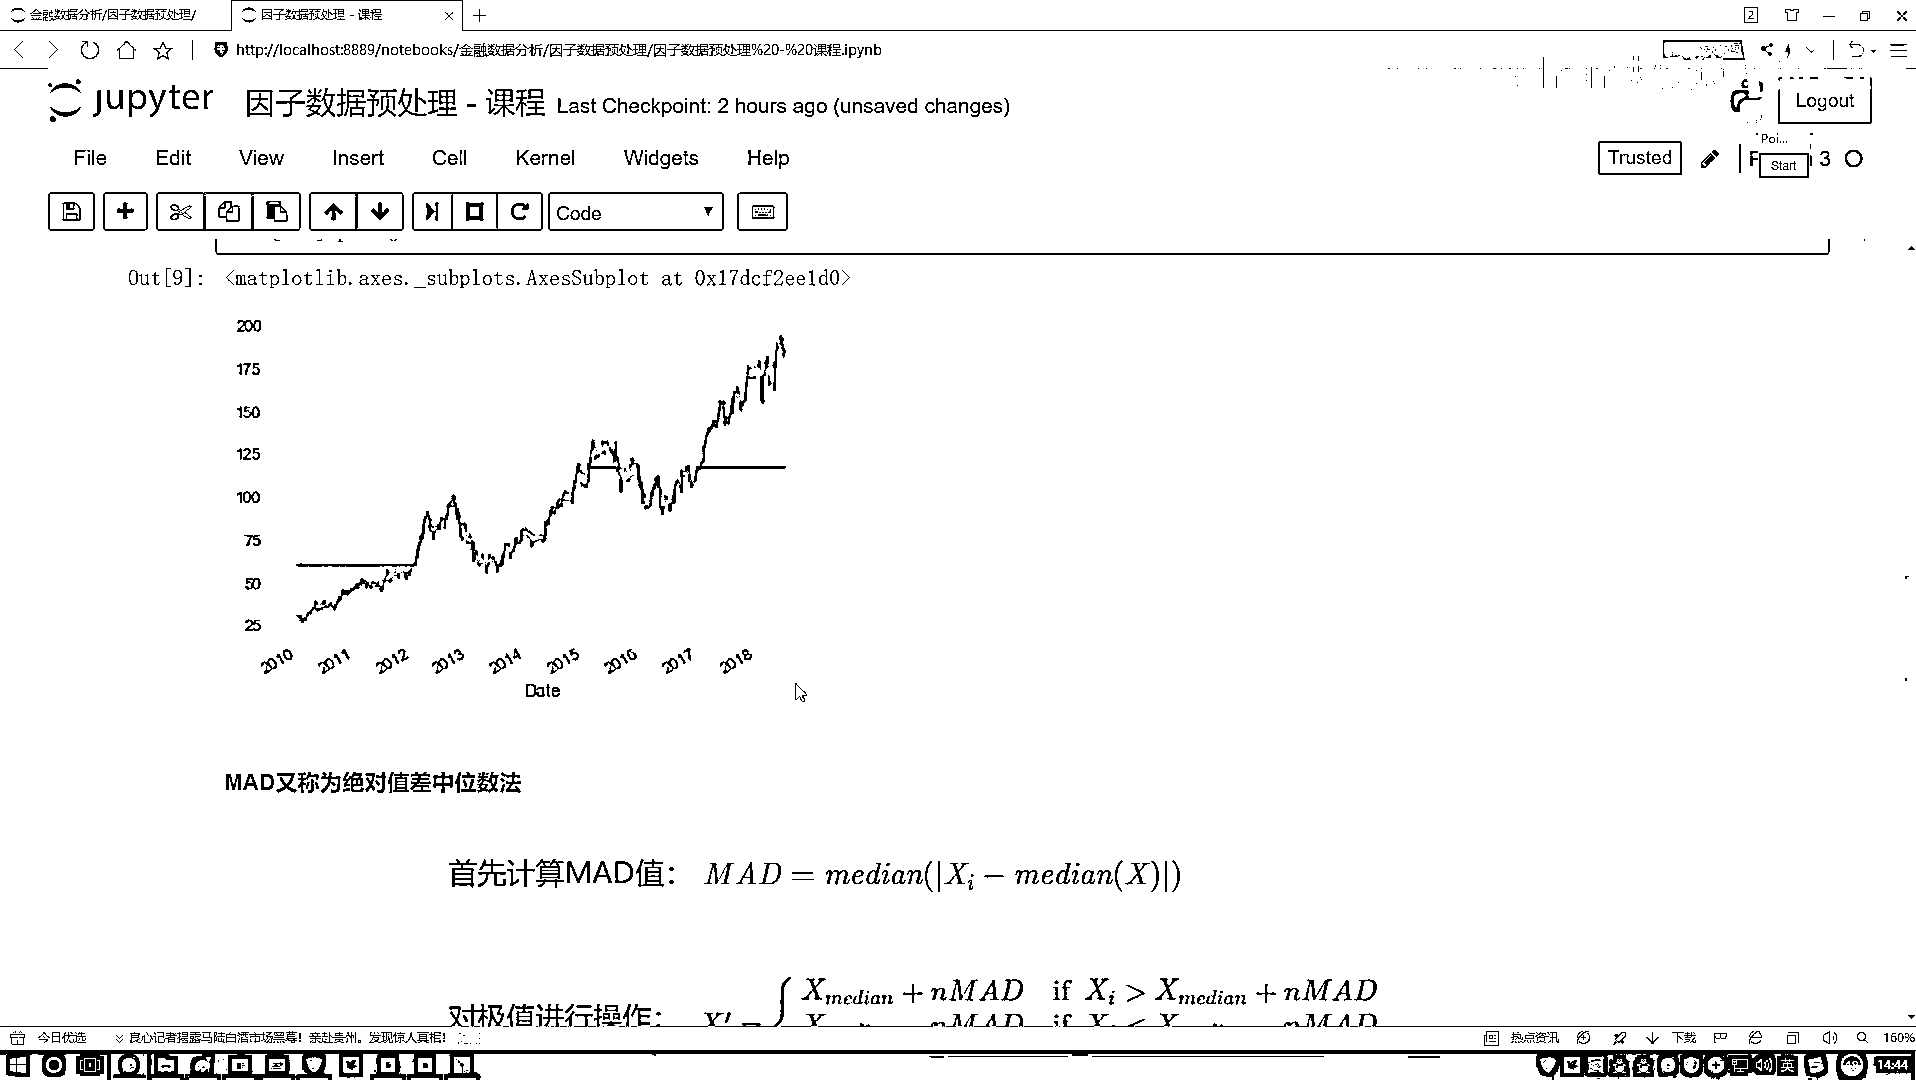 金融数据分析/因子数据预处理/
因子数据预处理 - 课程
2
http://localhost:8889/notebooks/金融数据分析/因子数据预处理/因子数据预处理%20-%20课程.ipynb
jupyter 因子数据预处理 - 课程 Last Checkpoint: 2 hours ago (unsaved changes)
Logout
File Edit View Insert Cell Kernel Widgets Help
Trusted
3
Poi...
Start
Code
Out[9]: <matplotlib.axes._subplots.AxesSubplot at 0x17dcf2ee1d0>
200
175
150
125
100
75
50
25
2010 2011 2012 2013 2014 2015 2016 2017 2018
Date
MAD又称为绝对值差中位数法
首先计算MAD值： MAD = median(|Xi − median(X)|)
Xmedian + nMAD if Xi > Xmedian + nMAD
对极值进行操作：
今日优选
良心记者揭露马陆白酒市场黑幕！亲赴贵州。发现惊人真相！
热点资讯
下载
160%
英
14:44